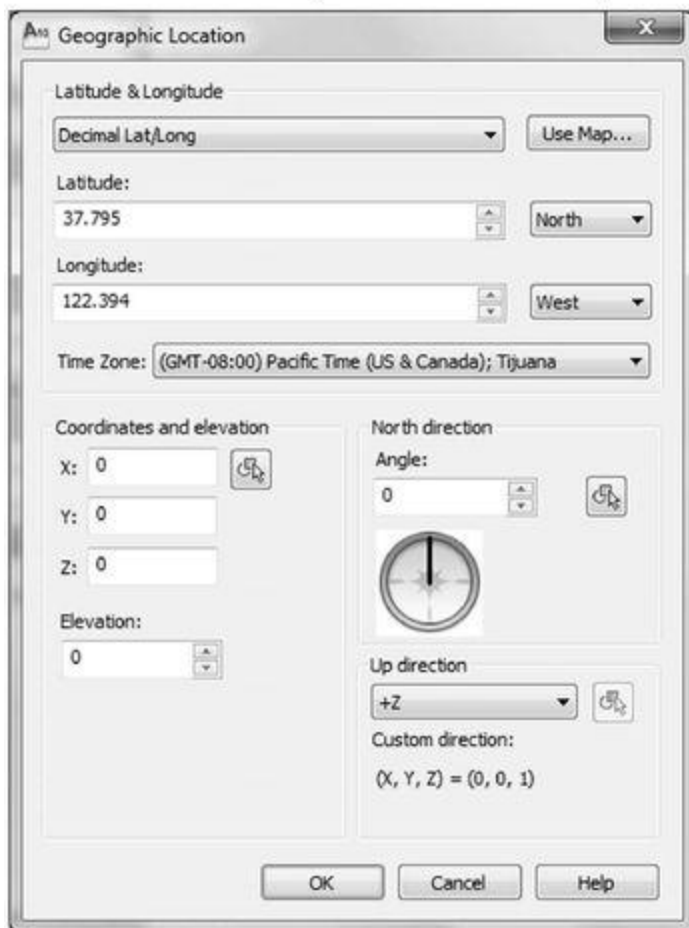 Geographic Location
Latitude & Longitude
Decimal Lat/Long
Use Map...
Latitude:
37.795
North
Longitude:
122.394
West
Time Zone: (GMT-08:00) Pacific Time (US & Canada); Tijuana
Coordinates and elevation
X: 0
Y: 0
Z: 0
Elevation:
0
North direction
Angle:
0
Up direction
+Z
Custom direction:
(X, Y, Z) = (0, 0, 1)
OK
Cancel
Help